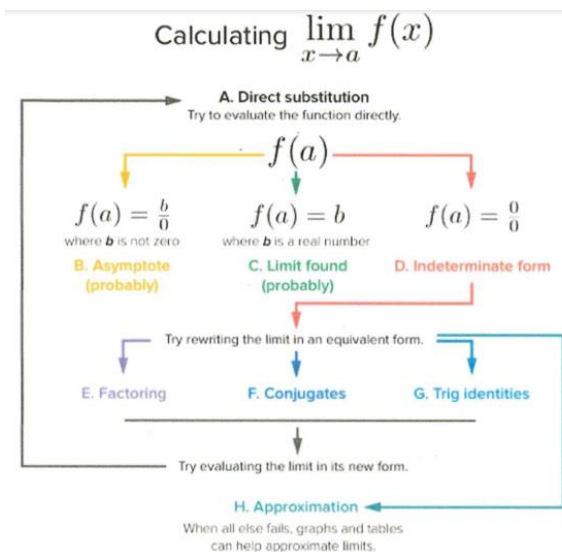 Calculating lim x→a f(x)
A. Direct substitution
Try to evaluate the function directly.
f(a)
f(a) = b/0
where b is not zero
B. Asymptote
(probably)
f(a) = b
where b is a real number
C. Limit found
(probably)
f(a) = 0/0
D. Indeterminate form
Try rewriting the limit in an equivalent form.
E. Factoring
F. Conjugates
G. Trig identities
Try evaluating the limit in its new form.
H. Approximation
When all else fails, graphs and tables
can help approximate limits.